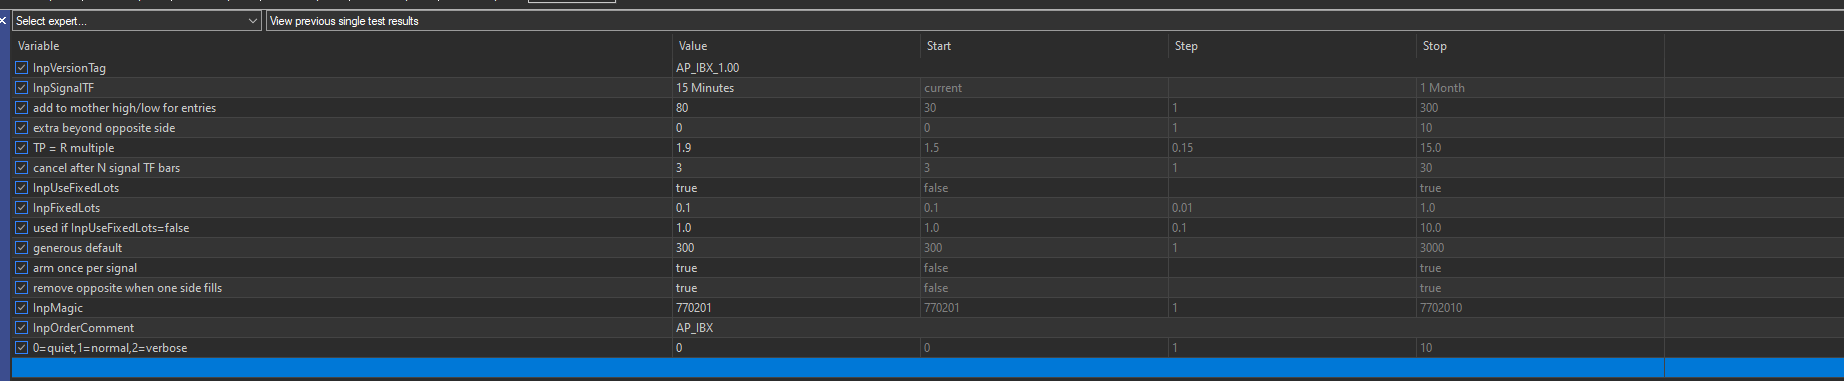 Select expert... View previous single test results
Variable Value Start Step Stop
InpVersionTag AP_IBX_1.00
InpSignalTF 15 Minutes current 1 Month
add to mother high/low for entries 80 30 1 300
extra beyond opposite side 0 0 1 10
TP = R multiple 1.9 1.5 0.15 15.0
cancel after N signal TF bars 3 3 1 30
InpUseFixedLots true false true
InpFixedLots 0.1 0.1 0.01 1.0
used if InpUseFixedLots=false 1.0 1.0 0.1 10.0
generous default 300 300 1 3000
arm once per signal true false true
remove opposite when one side fills true false true
InpMagic 770201 770201 1 7702010
InpOrderComment AP_IBX
0=quiet,1=normal,2=verbose 0 0 1 10